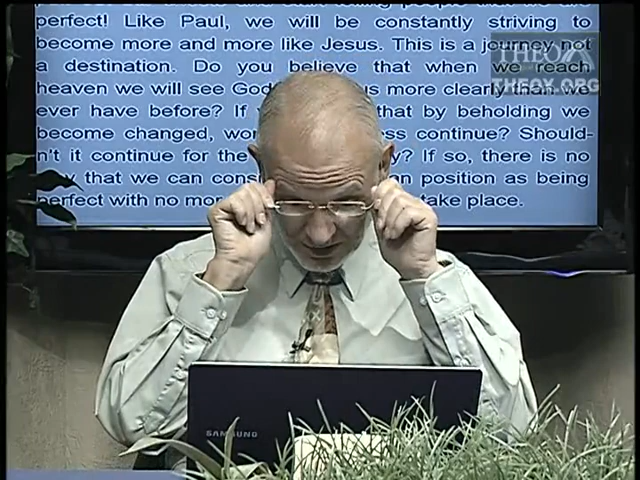 perfect! Like Paul, we will be constantly striving to
become more and more like Jesus. This is a journey not
a destination. Do you believe that when we reach
heaven we will see God us more clearly than we
ever have before? If that by beholding we
become changed, ss continue? Should-
n't it continue for the y? If so, there is no
that we can cons an position as being
perfect with no mor take place.
THEOX
THEOX.ORG
SAMSUNG